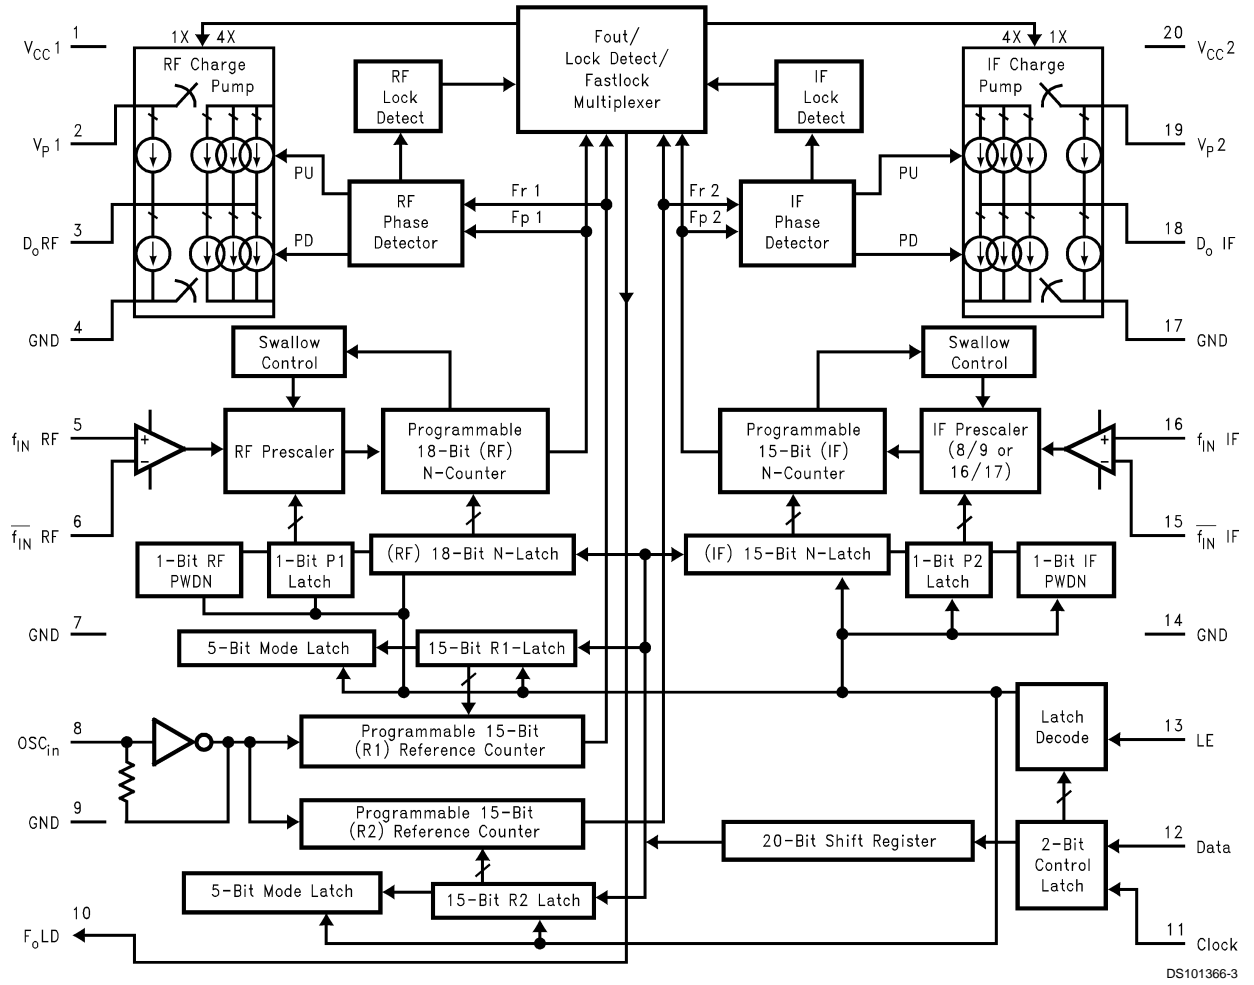 Fout/
Lock Detect/
Fastlock
Multiplexer
1
VCC1
1X 4X
RF Charge
Pump
RF
Lock
Detect
IF
Lock
Detect
4X 1X
IF Charge
Pump
20
VCC2
2
VP1
PU
RF
Phase
Detector
Fr 1
Fp 1
PD
Fr 2
Fp 2
IF
Phase
Detector
PU
PD
19
VP2
3
DoRF
18
Do IF
4
GND
17
GND
Swallow
Control
Swallow
Control
5
fIN RF
+
−
RF Prescaler
Programmable
18-Bit (RF)
N-Counter
Programmable
15-Bit (IF)
N-Counter
IF Prescaler
(8/9 or
16/17)
+
−
16
fIN IF
6
fIN RF
15
fIN IF
1-Bit RF
PWDN
1-Bit P1
Latch
(RF) 18-Bit N-Latch
(IF) 15-Bit N-Latch
1-Bit P2
Latch
1-Bit IF
PWDN
7
GND
14
GND
5-Bit Mode Latch
15-Bit R1-Latch
8
OSCin
Programmable 15-Bit
(R1) Reference Counter
Latch
Decode
13
LE
9
GND
Programmable 15-Bit
(R2) Reference Counter
20-Bit Shift Register
2-Bit
Control
Latch
12
Data
5-Bit Mode Latch
15-Bit R2 Latch
10
FoLD
11
Clock
DS101366-3